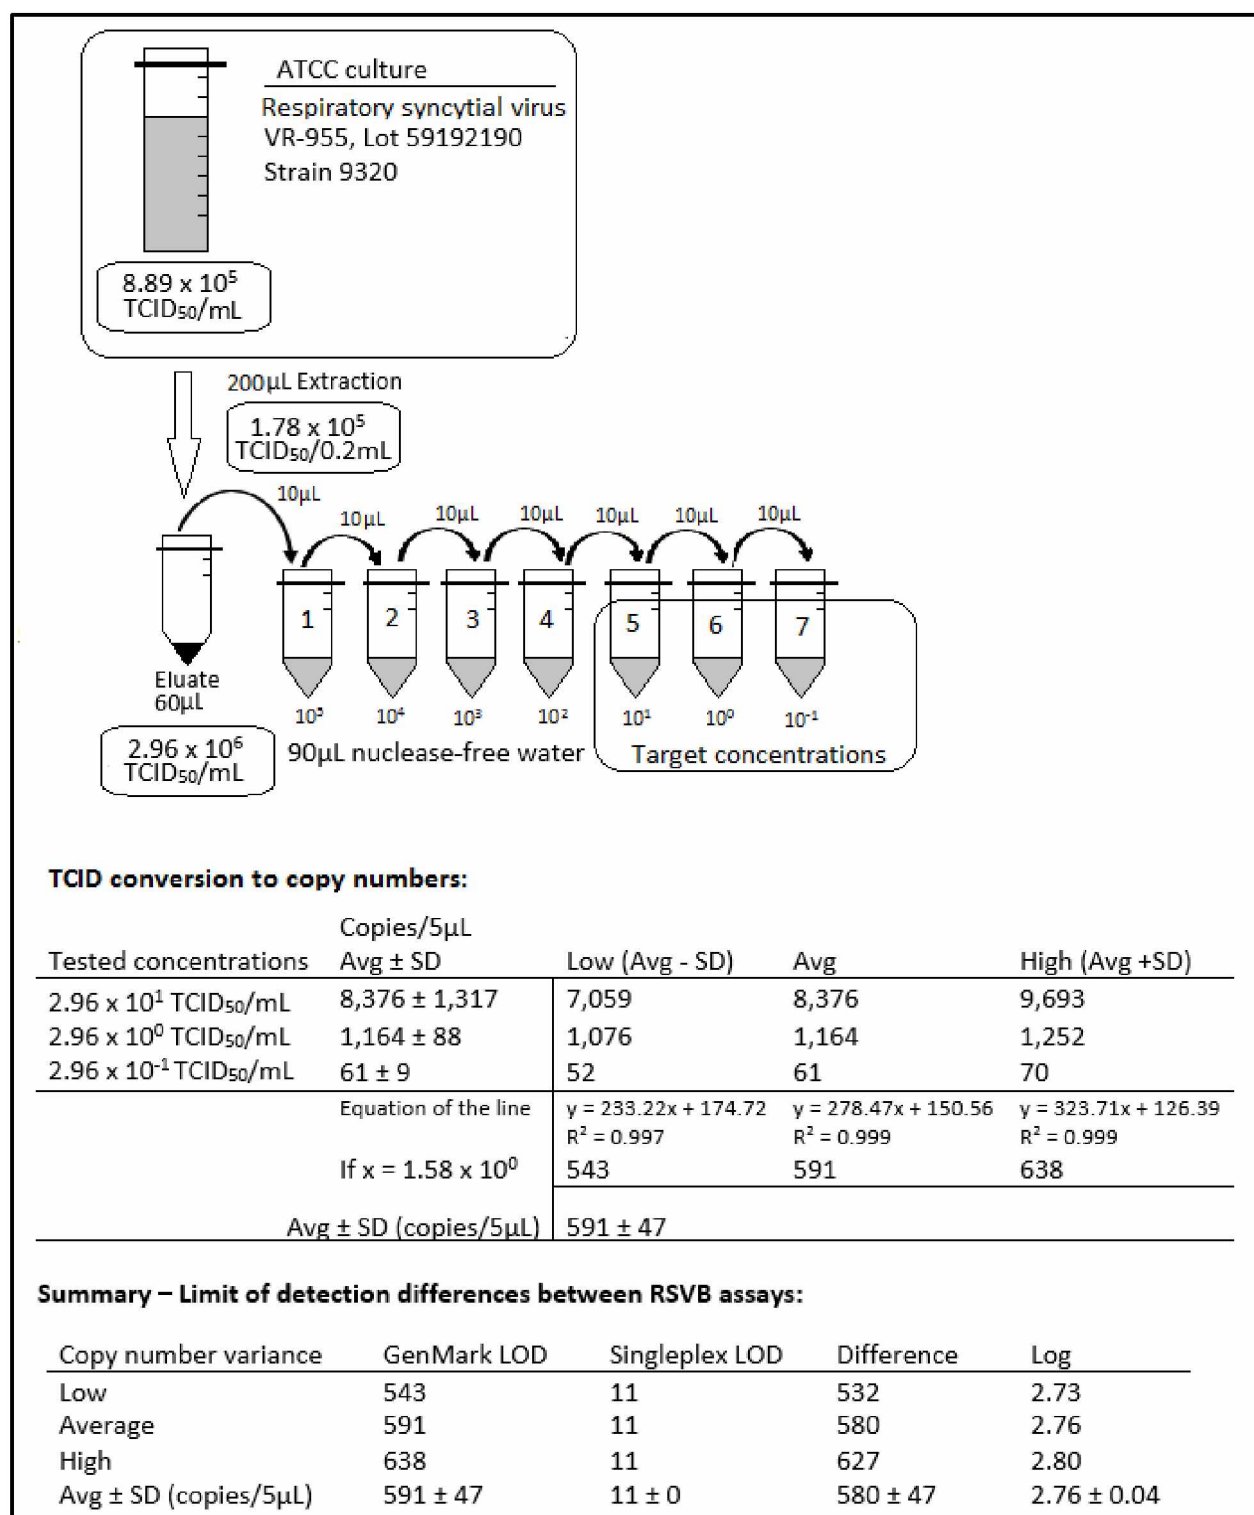 ATCC culture
Respiratory syncytial virus
VR-955, Lot 59192190
Strain 9320
8.89 x 10⁵
TCID₅₀/mL
200µL Extraction
1.78 x 10⁵
TCID₅₀/0.2mL
10µL 10µL 10µL 10µL 10µL 10µL 10µL
1 2 3 4 5 6 7
Eluate
60µL
10⁵ 10⁴ 10³ 10² 10¹ 10⁰ 10⁻¹
2.96 x 10⁶
TCID₅₀/mL
90µL nuclease-free water
Target concentrations
TCID conversion to copy numbers:
Copies/5µL
Tested concentrations Avg ± SD Low (Avg - SD) Avg High (Avg +SD)
2.96 x 10¹ TCID₅₀/mL 8,376 ± 1,317 7,059 8,376 9,693
2.96 x 10⁰ TCID₅₀/mL 1,164 ± 88 1,076 1,164 1,252
2.96 x 10⁻¹ TCID₅₀/mL 61 ± 9 52 61 70
Equation of the line y = 233.22x + 174.72 y = 278.47x + 150.56 y = 323.71x + 126.39
R² = 0.997 R² = 0.999 R² = 0.999
If x = 1.58 x 10⁰ 543 591 638
Avg ± SD (copies/5µL) 591 ± 47
Summary – Limit of detection differences between RSVB assays:
Copy number variance GenMark LOD Singleplex LOD Difference Log
Low 543 11 532 2.73
Average 591 11 580 2.76
High 638 11 627 2.80
Avg ± SD (copies/5µL) 591 ± 47 11 ± 0 580 ± 47 2.76 ± 0.04